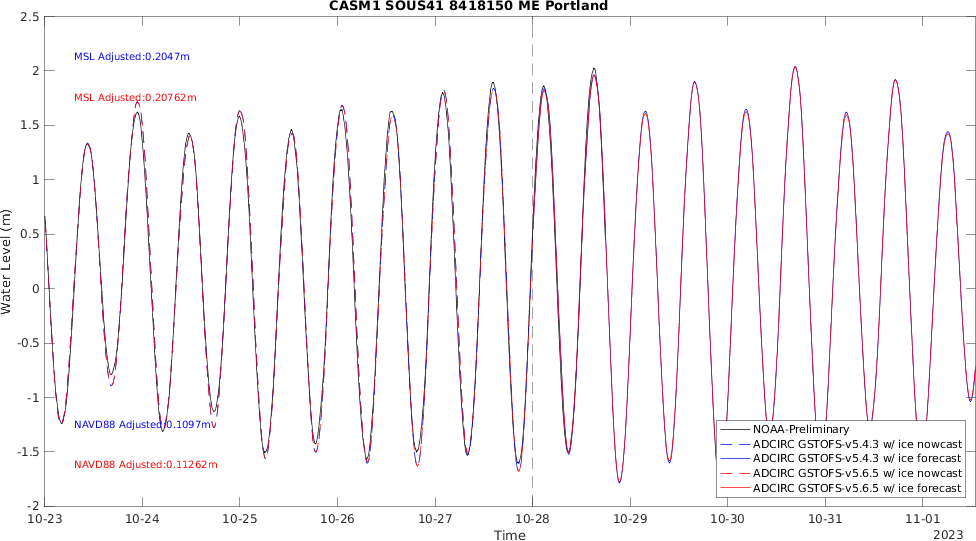 CASM1 SOUS41 8418150 ME Portland
2.5
2
1.5
1
0.5
0
-0.5
-1
-1.5
-2
Water Level (m)
MSL Adjusted:0.2047m
MSL Adjusted:0.20762m
NAVD88 Adjusted:0.1097m
NAVD88 Adjusted:0.11262m
NOAA-Preliminary
ADCIRC GSTOFS-v5.4.3 w/ ice nowcast
ADCIRC GSTOFS-v5.4.3 w/ ice forecast
ADCIRC GSTOFS-v5.6.5 w/ ice nowcast
ADCIRC GSTOFS-v5.6.5 w/ ice forecast
10-23 10-24 10-25 10-26 10-27 10-28 10-29 10-30 10-31 11-01
Time
2023